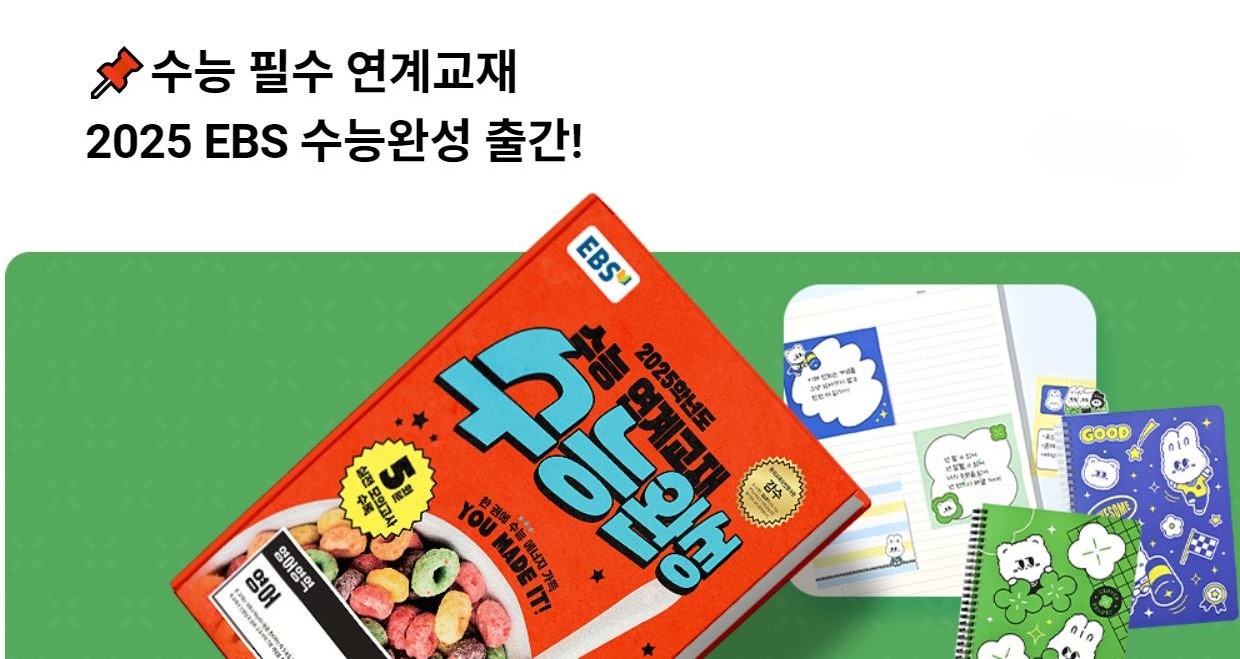 수능 필수 연계교재
2025 EBS 수능완성 출간!
EBS
2025학년도
수능 연계교재
수능완성
5회분
실전 모의고사
수록
감수
한 권에 수능 에너지 가득
YOU MADE IT!
영어영역
영어
GOOD
AWESOME